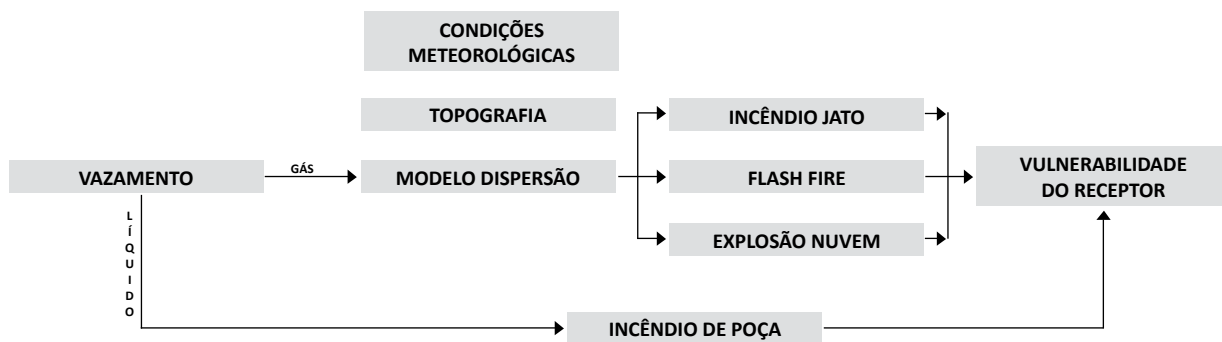 CONDIÇÕES
METEOROLÓGICAS
TOPOGRAFIA
INCÊNDIO JATO
VAZAMENTO
GÁS
MODELO DISPERSÃO
FLASH FIRE
VULNERABILIDADE
DO RECEPTOR
EXPLOSÃO NUVEM
LÍQUIDO
INCÊNDIO DE POÇA